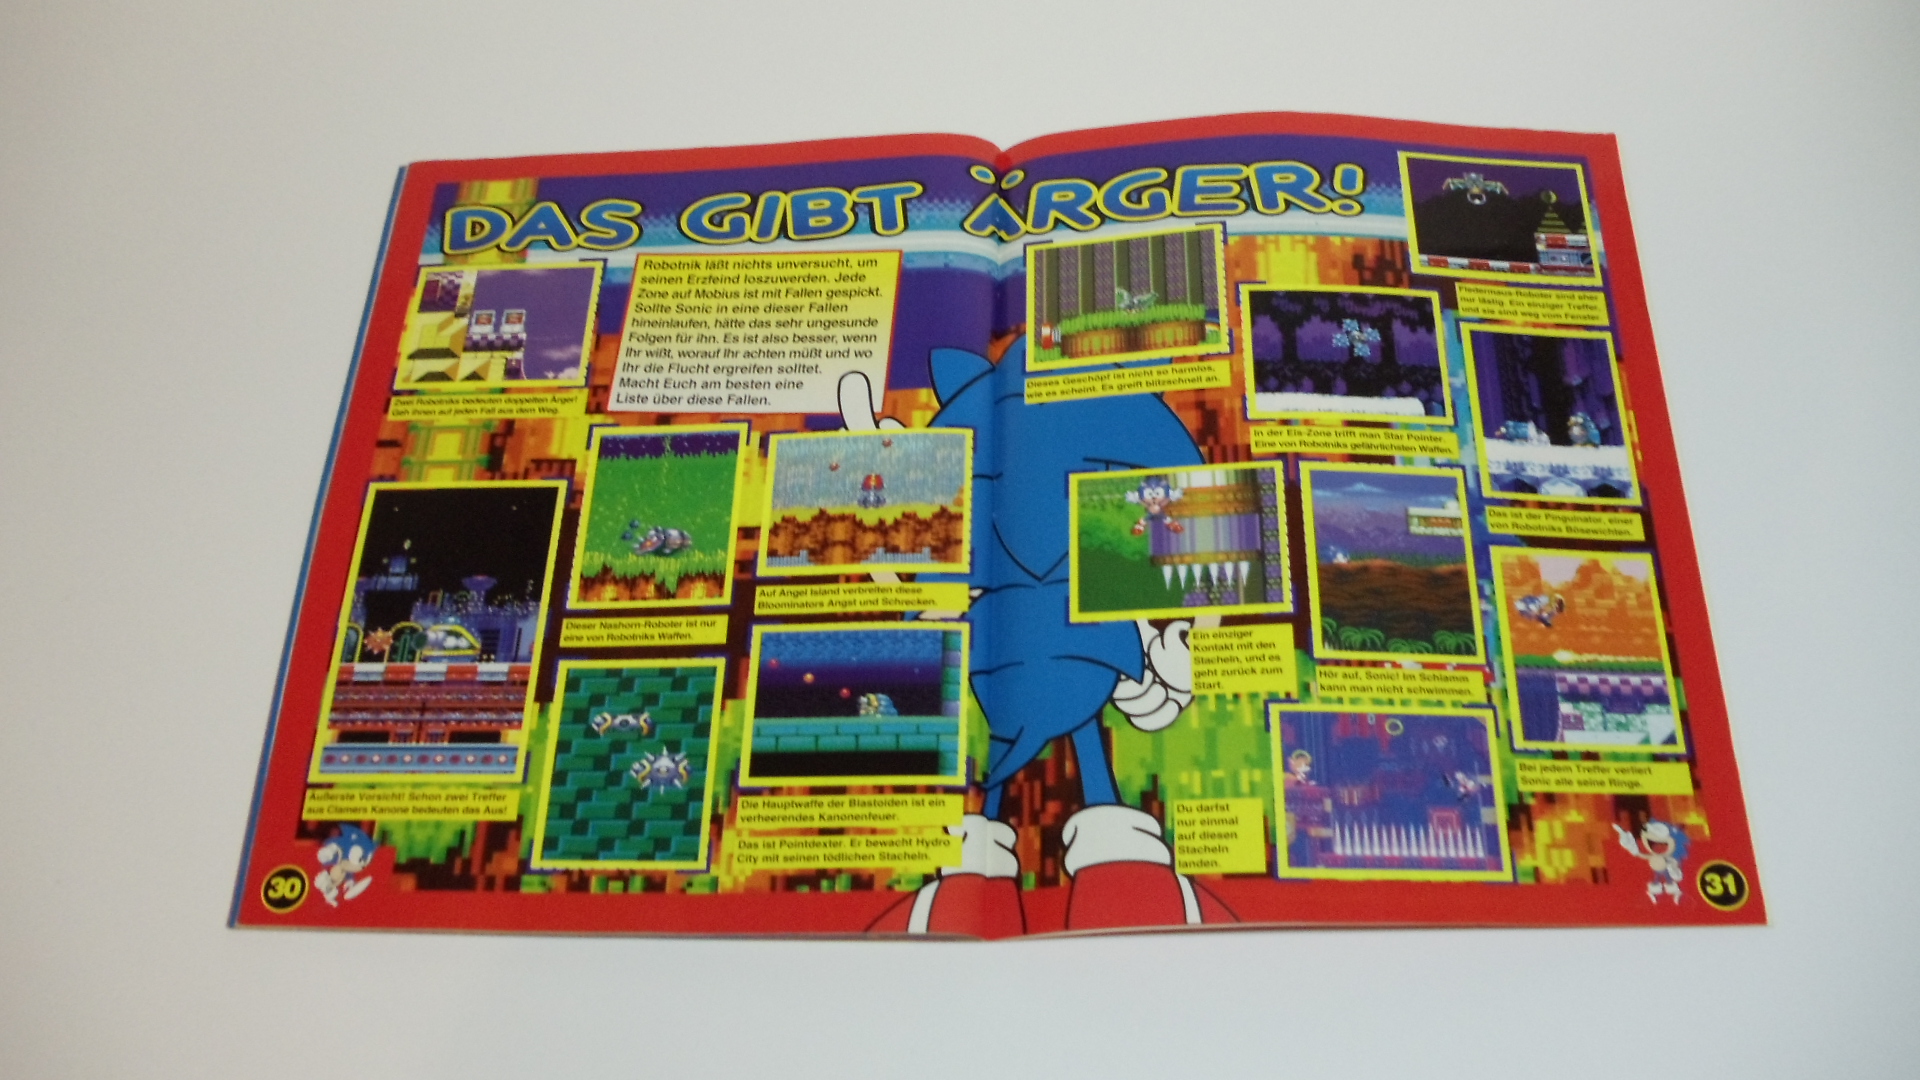 DAS GIBT ÄRGER!
Robotnik läßt nichts unversucht, um
seinen Erzfeind loszuwerden. Jede
Zone auf Mobius ist mit Fallen gespickt.
Sollte Sonic in eine dieser Fallen
hineinlaufen, hätte das sehr ungesunde
Folgen für ihn. Es ist also besser, wenn
Ihr wißt, worauf Ihr achten müßt und wo
Ihr die Flucht ergreifen solltet.
Macht Euch am besten eine
Liste über diese Fallen.
Zwei Robotniks bedeuten doppelten Ärger!
Geh ihnen auf jeden Fall aus dem Weg.
Dieser Nashorn-Roboter ist nur
eine von Robotniks Waffen.
Auf Angel Island verbreiten diese
Bloominators Angst und Schrecken.
Äußerste Vorsicht! Schon zwei Treffer
aus Clamers Kanone bedeuten das Aus!
Die Hauptwaffe der Blastoiden ist ein
verheerendes Kanonenfeuer.
Das ist Pointdexter. Er bewacht Hydro
City mit seinen tödlichen Stacheln.
30
Dieses Geschöpf ist nicht so harmlos,
wie es scheint. Es greift blitzschnell an.
Fledermaus-Roboter sind eher
nur lästig. Ein einziger Treffer,
und sie sind weg vom Fenster.
In der Eis-Zone trifft man Star Pointer.
Eine von Robotniks gefährlichsten Waffen.
Das ist der Pinguinator, einer
von Robotniks Bösewichten.
Ein einziger
Kontakt mit den
Stacheln, und es
geht zurück zum
Start.
Hör auf, Sonic! Im Schlamm
kann man nicht schwimmen.
Bei jedem Treffer verliert
Sonic alle seine Ringe.
Du darfst
nur einmal
auf diesen
Stacheln
landen.
31